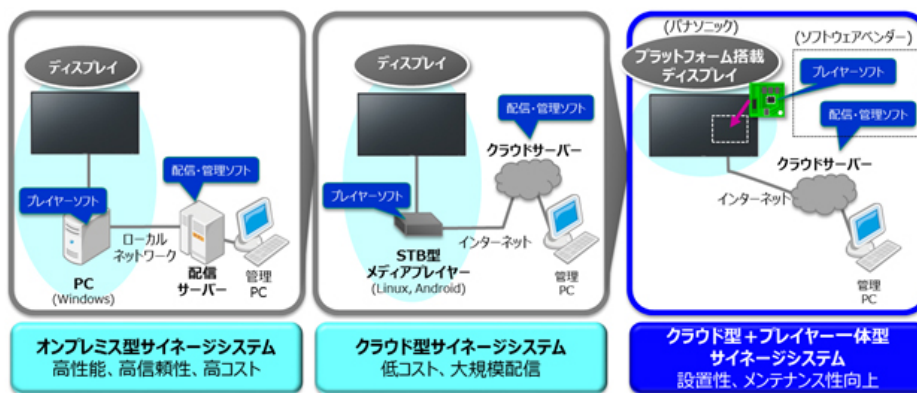 ディスプレイ
プレイヤーソフト
配信・管理ソフト
ローカル
ネットワーク
PC
(Windows)
配信
サーバー
管理
PC
オンプレミス型サイネージシステム
高性能、高信頼性、高コスト
ディスプレイ
配信・管理ソフト
クラウドサーバー
プレイヤーソフト
インターネット
STB型
メディアプレイヤー
(Linux, Android)
管理
PC
クラウド型サイネージシステム
低コスト、大規模配信
(パナソニック)
プラットフォーム搭載
ディスプレイ
(ソフトウェアベンダー)
プレイヤーソフト
配信・管理ソフト
クラウドサーバー
インターネット
管理
PC
クラウド型+プレイヤー一体型
サイネージシステム
設置性、メンテナンス性向上